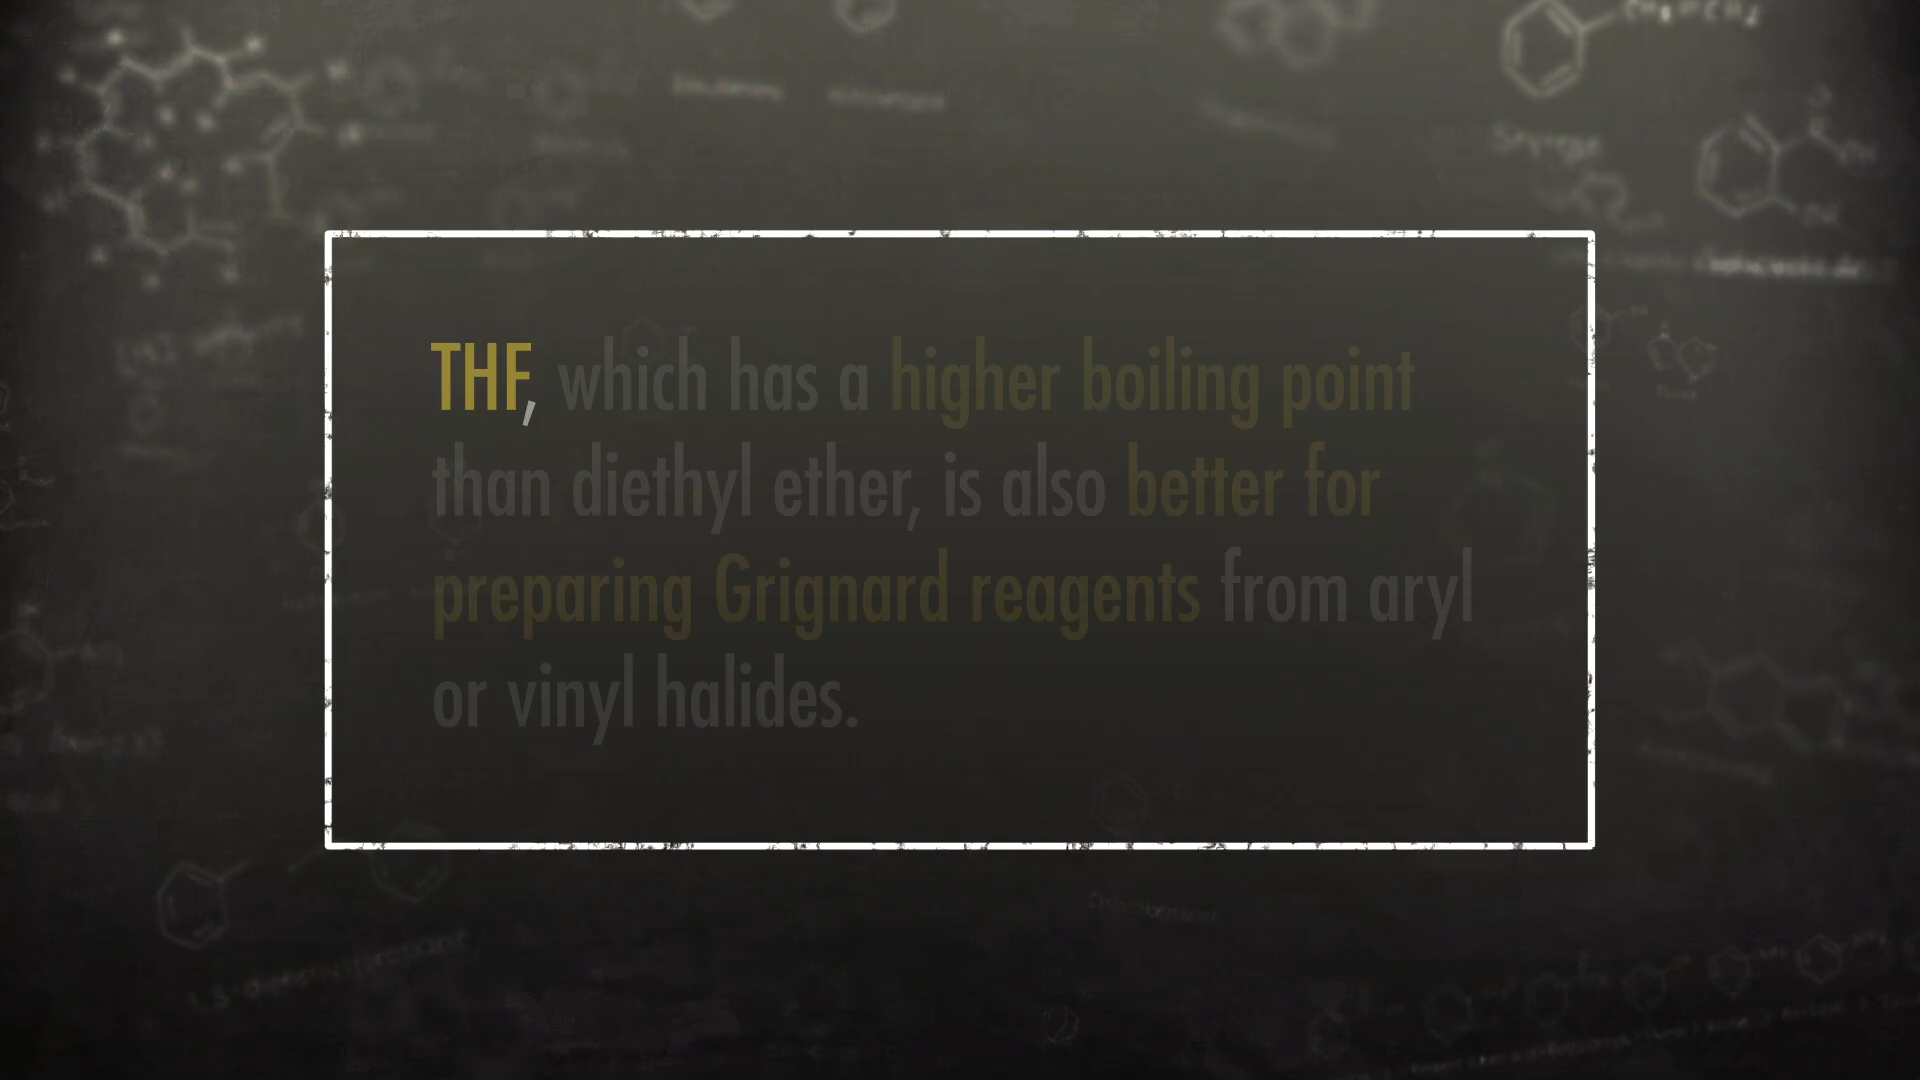 THF, which has a higher boiling point
than diethyl ether, is also better for
preparing Grignard reagents from aryl
or vinyl halides.